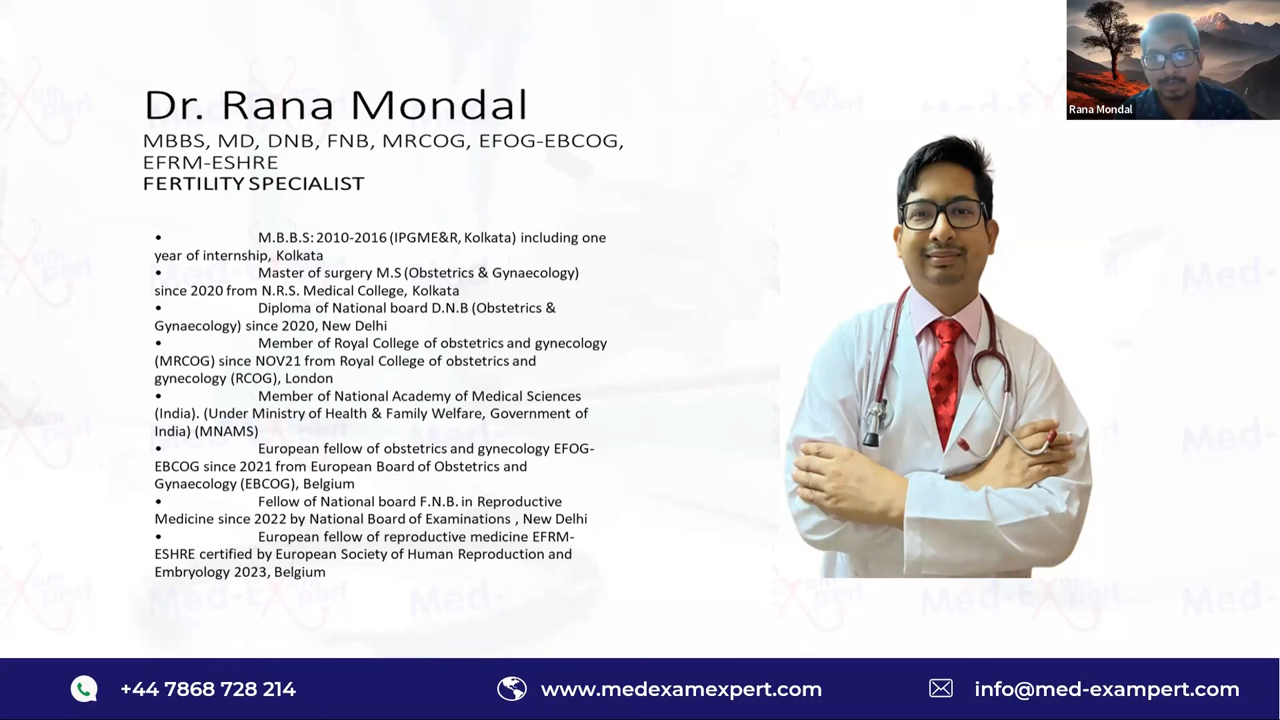 Rana Mondal
Dr. Rana Mondal
MBBS, MD, DNB, FNB, MRCOG, EFOG-EBCOG,
EFRM-ESHRE
FERTILITY SPECIALIST
• M.B.B.S: 2010-2016 (IPGME&R, Kolkata) including one
year of internship, Kolkata
• Master of surgery M.S (Obstetrics & Gynaecology)
since 2020 from N.R.S. Medical College, Kolkata
• Diploma of National board D.N.B (Obstetrics &
Gynaecology) since 2020, New Delhi
• Member of Royal College of obstetrics and gynecology
(MRCOG) since NOV21 from Royal College of obstetrics and
gynecology (RCOG), London
• Member of National Academy of Medical Sciences
(India). (Under Ministry of Health & Family Welfare, Government of
India) (MNAMS)
• European fellow of obstetrics and gynecology EFOG-
EBCOG since 2021 from European Board of Obstetrics and
Gynaecology (EBCOG), Belgium
• Fellow of National board F.N.B. in Reproductive
Medicine since 2022 by National Board of Examinations , New Delhi
• European fellow of reproductive medicine EFRM-
ESHRE certified by European Society of Human Reproduction and
Embryology 2023, Belgium
+44 7868 728 214
www.medexamexpert.com
info@med-exampert.com